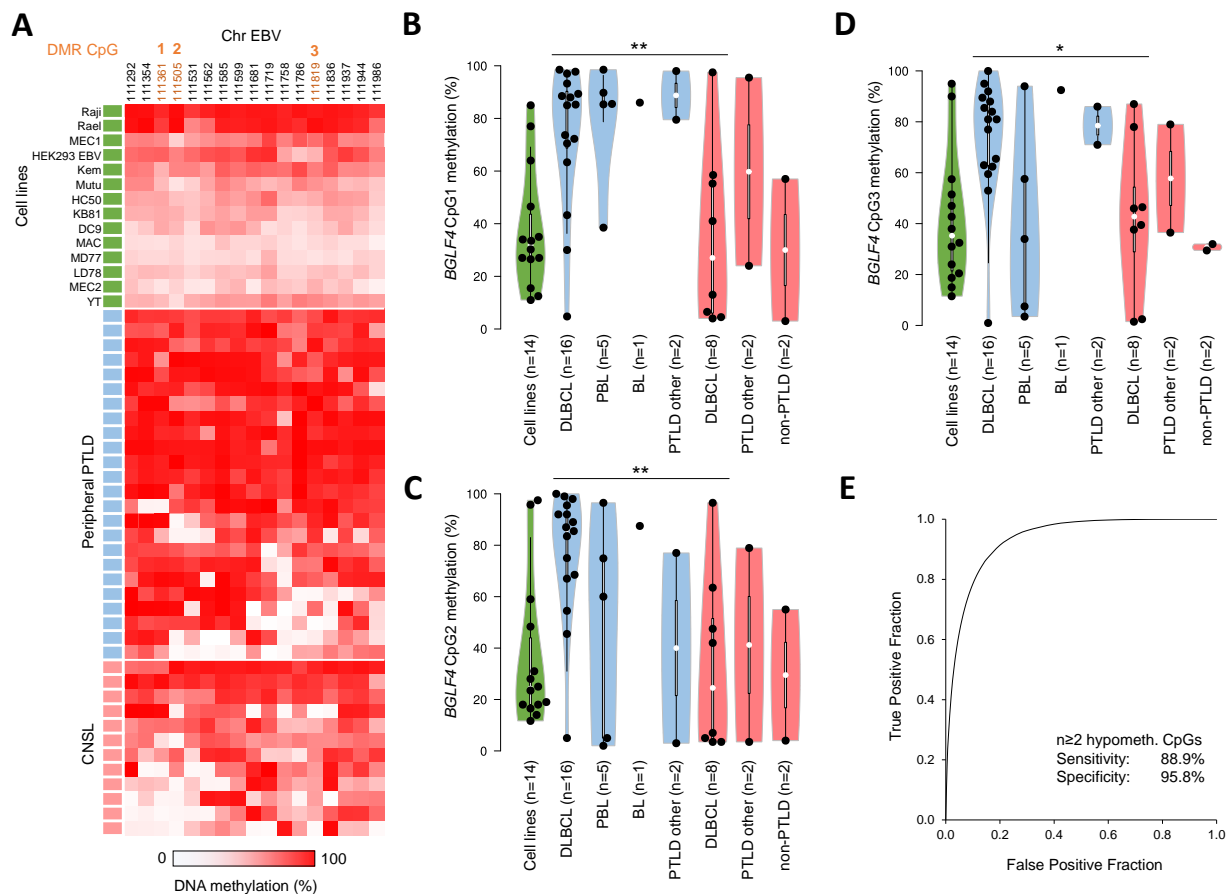 A
Chr EBV
DMR CpG 1 2 3
111292
111354
111361
111505
111531
111562
111585
111599
111681
111719
111758
111786
111819
111836
111937
111944
111986
Cell lines
Raji
Rael
MEC1
HEK293 EBV
Kem
Mutu
HC50
KB81
DC9
MAC
MD77
LD78
MEC2
YT
Peripheral PTLD
CNSL
0 100
DNA methylation (%)
B
**
BGLF4 CpG1 methylation (%)
100
80
60
40
20
0
Cell lines (n=14)
DLBCL (n=16)
PBL (n=5)
BL (n=1)
PTLD other (n=2)
DLBCL (n=8)
PTLD other (n=2)
non-PTLD (n=2)
C
**
BGLF4 CpG2 methylation (%)
100
80
60
40
20
0
Cell lines (n=14)
DLBCL (n=16)
PBL (n=5)
BL (n=1)
PTLD other (n=2)
DLBCL (n=8)
PTLD other (n=2)
non-PTLD (n=2)
D
*
BGLF4 CpG3 methylation (%)
100
80
60
40
20
0
Cell lines (n=14)
DLBCL (n=16)
PBL (n=5)
BL (n=1)
PTLD other (n=2)
DLBCL (n=8)
PTLD other (n=2)
non-PTLD (n=2)
E
True Positive Fraction
1.0
0.8
0.6
0.4
0.2
0.0
n≥2 hypometh. CpGs
Sensitivity: 88.9%
Specificity: 95.8%
0.0 0.2 0.4 0.6 0.8 1.0
False Positive Fraction